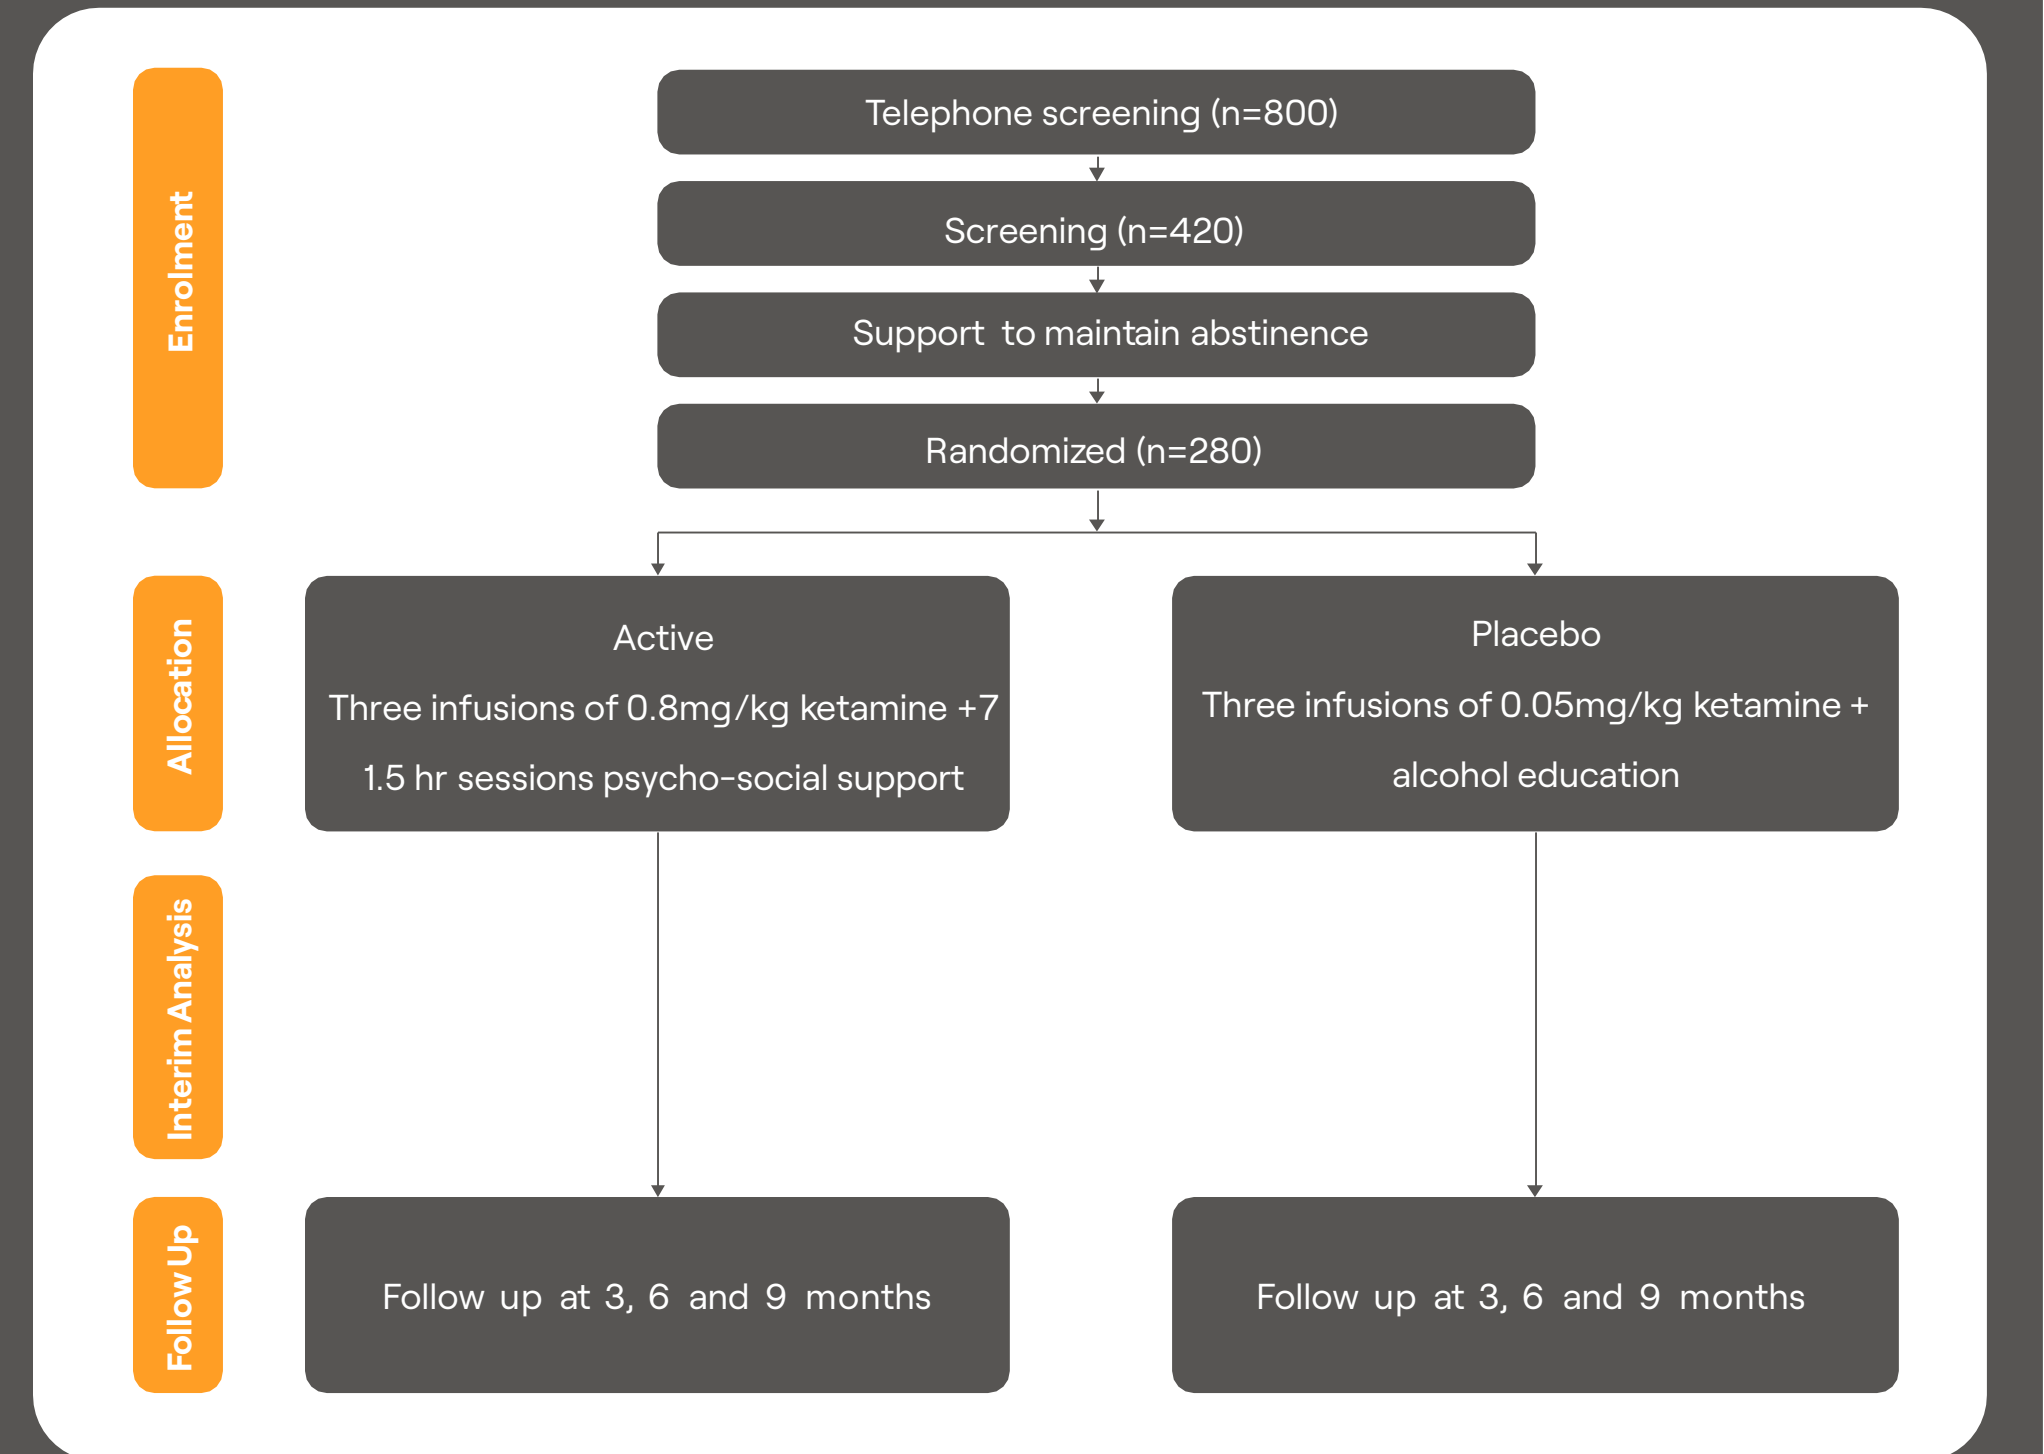 Enrolment
Telephone screening (n=800)
Screening (n=420)
Support to maintain abstinence
Randomized (n=280)
Allocation
Active
Three infusions of 0.8mg/kg ketamine +7
1.5 hr sessions psycho-social support
Placebo
Three infusions of 0.05mg/kg ketamine +
alcohol education
Interim Analysis
Follow Up
Follow up at 3, 6 and 9 months
Follow up at 3, 6 and 9 months